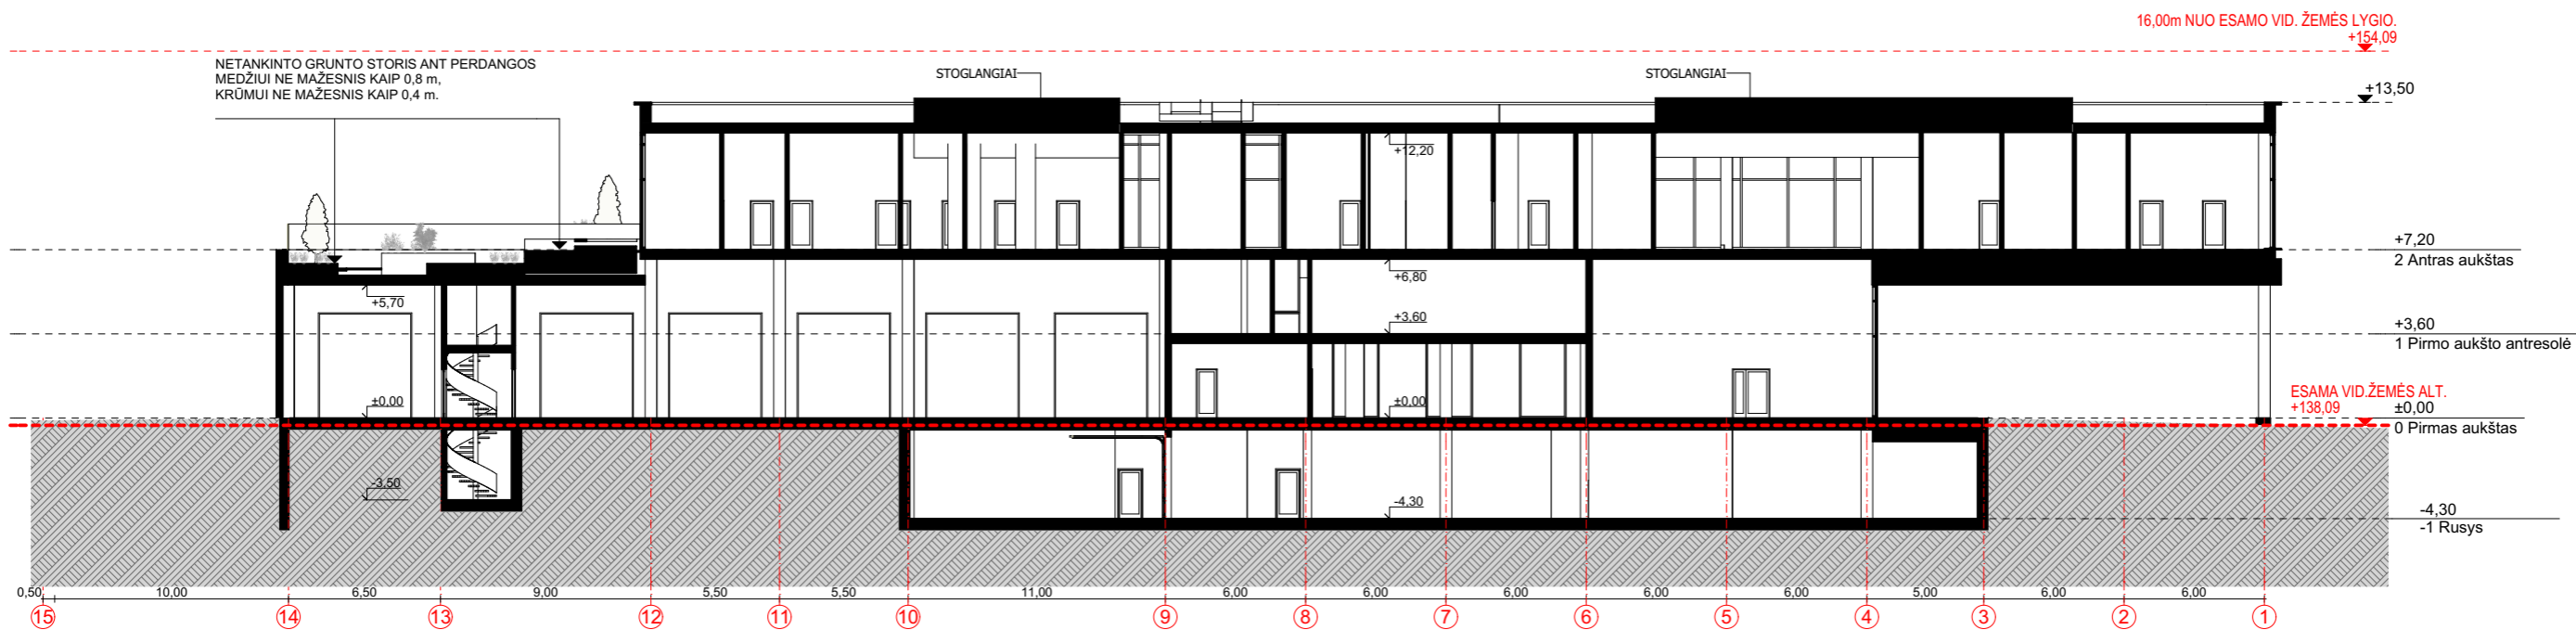 16,00m NUO ESAMO VID. ŽEMĖS LYGIO.
+154,09
NETANKINTO GRUNTO STORIS ANT PERDANGOS
MEDŽIUI NE MAŽESNIS KAIP 0,8 m,
KRŪMUI NE MAŽESNIS KAIP 0,4 m.
STOGLANGIAI
STOGLANGIAI
+13,50
+12,20
+7,20
2 Antras aukštas
+6,80
+5,70
+3,60
+3,60
1 Pirmo aukšto antresolė
ESAMA VID.ŽEMĖS ALT.
+138,09
±0,00
±0,00
±0,00
0 Pirmas aukštas
-3,50
-4,30
-4,30
-1 Rusys
0,50 10,00 6,50 9,00 5,50 5,50 11,00 6,00 6,00 6,00 6,00 6,00 5,00 6,00 6,00
15 14 13 12 11 10 9 8 7 6 5 4 3 2 1